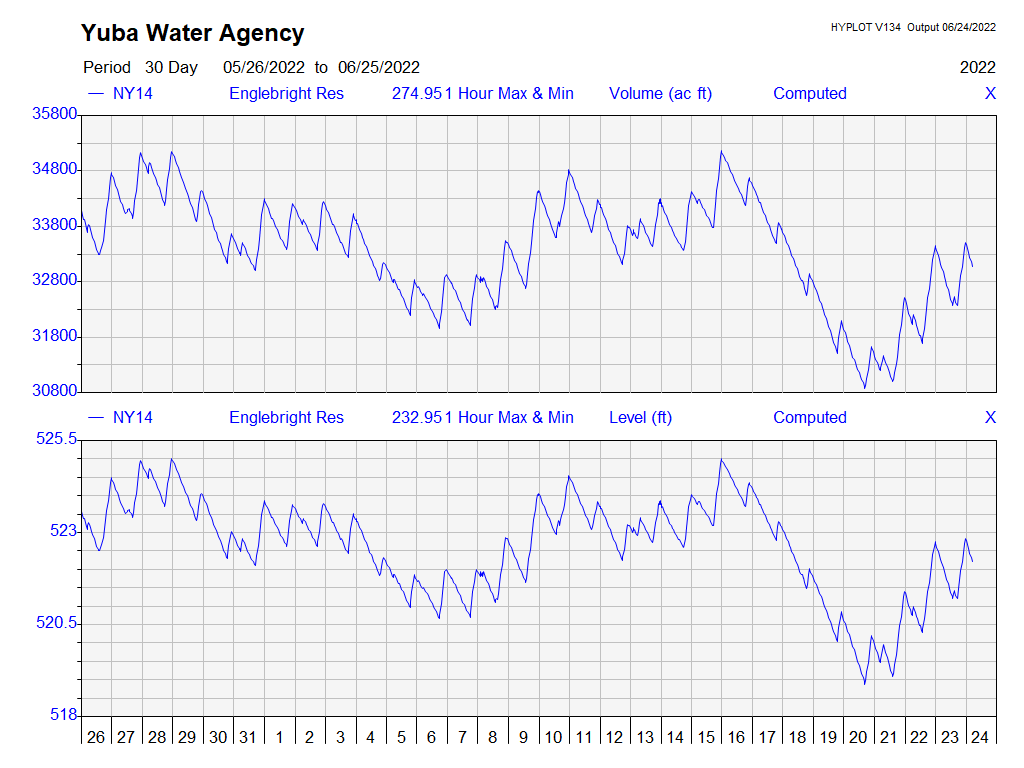 Yuba Water Agency
HYPLOT V134 Output 06/24/2022
Period 30 Day 05/26/2022 to 06/25/2022 2022
NY14 Englebright Res 274.951 Hour Max & Min Volume (ac ft) Computed X
35800
34800
33800
32800
31800
30800
NY14 Englebright Res 232.951 Hour Max & Min Level (ft) Computed X
525.5
523
520.5
518
26 27 28 29 30 31 1 2 3 4 5 6 7 8 9 10 11 12 13 14 15 16 17 18 19 20 21 22 23 24